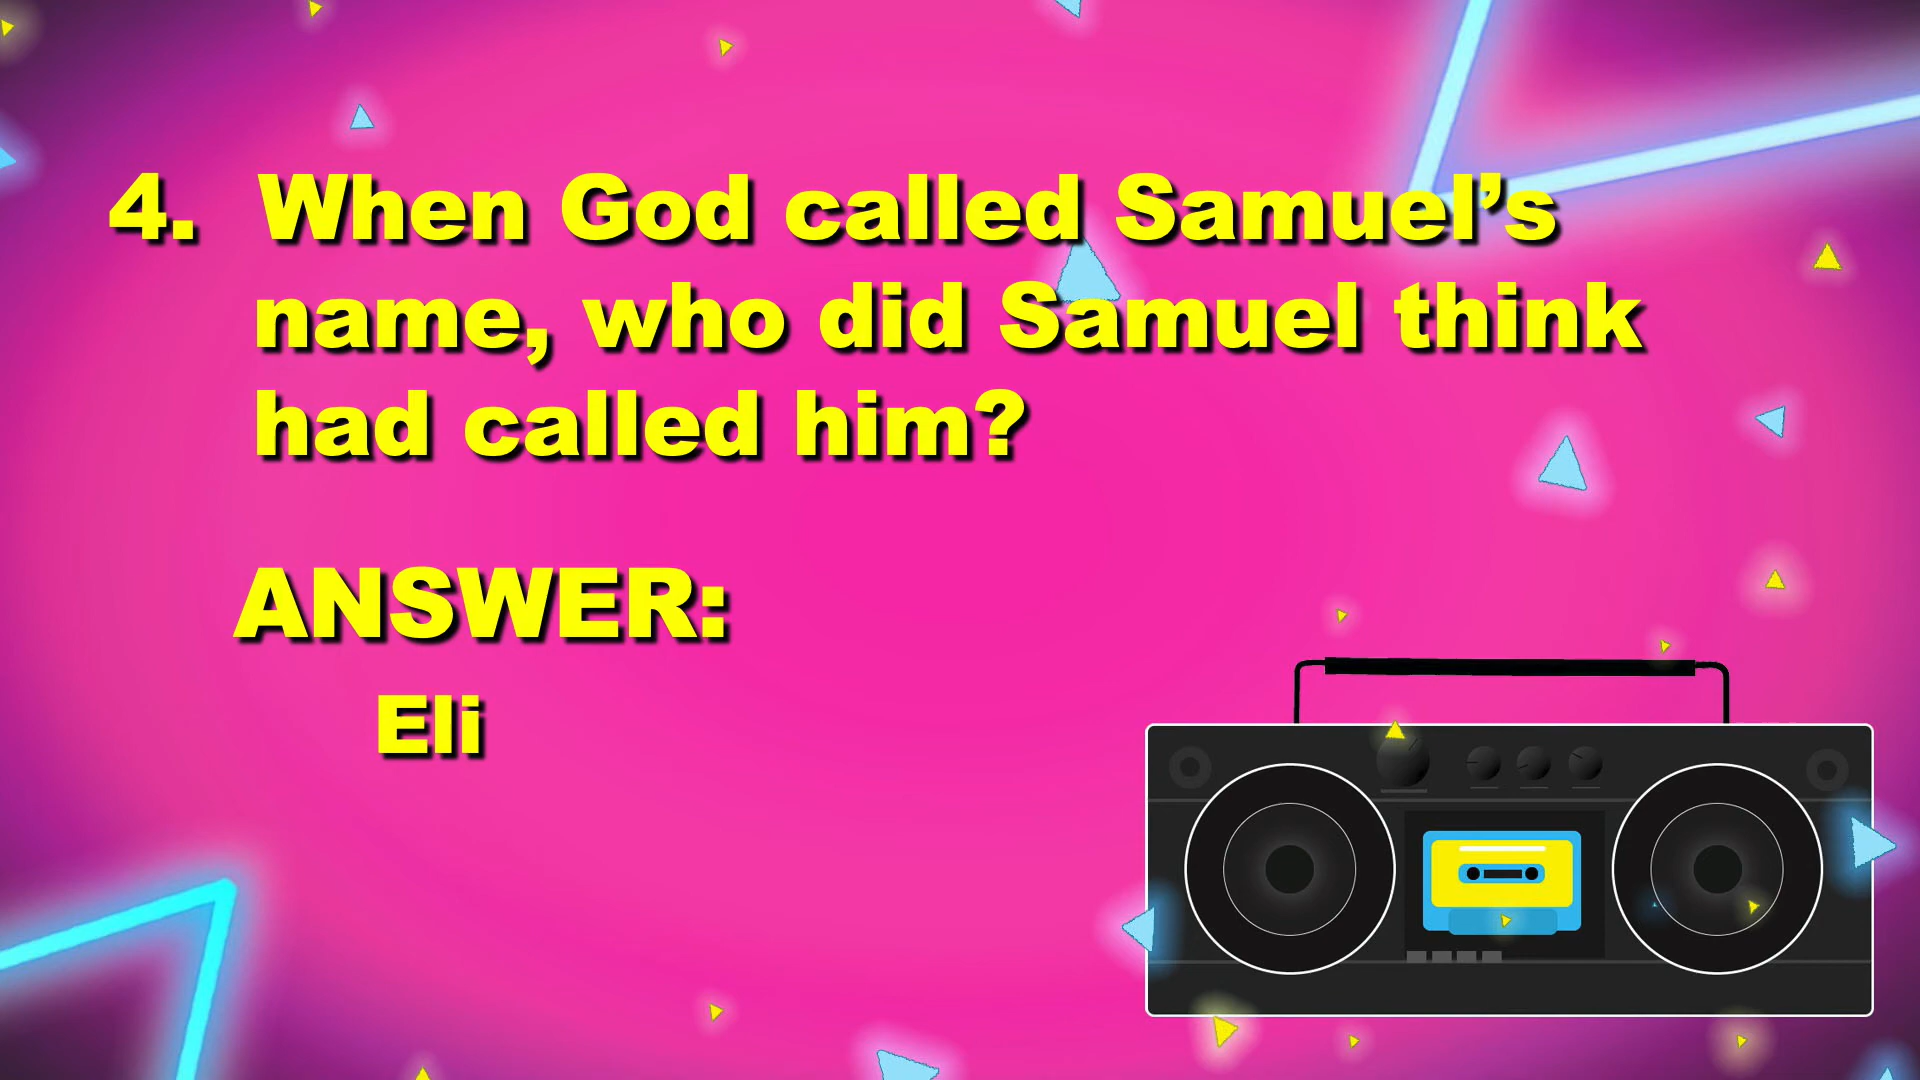 4. When God called Samuel’s
name, who did Samuel think
had called him?
ANSWER:
Eli